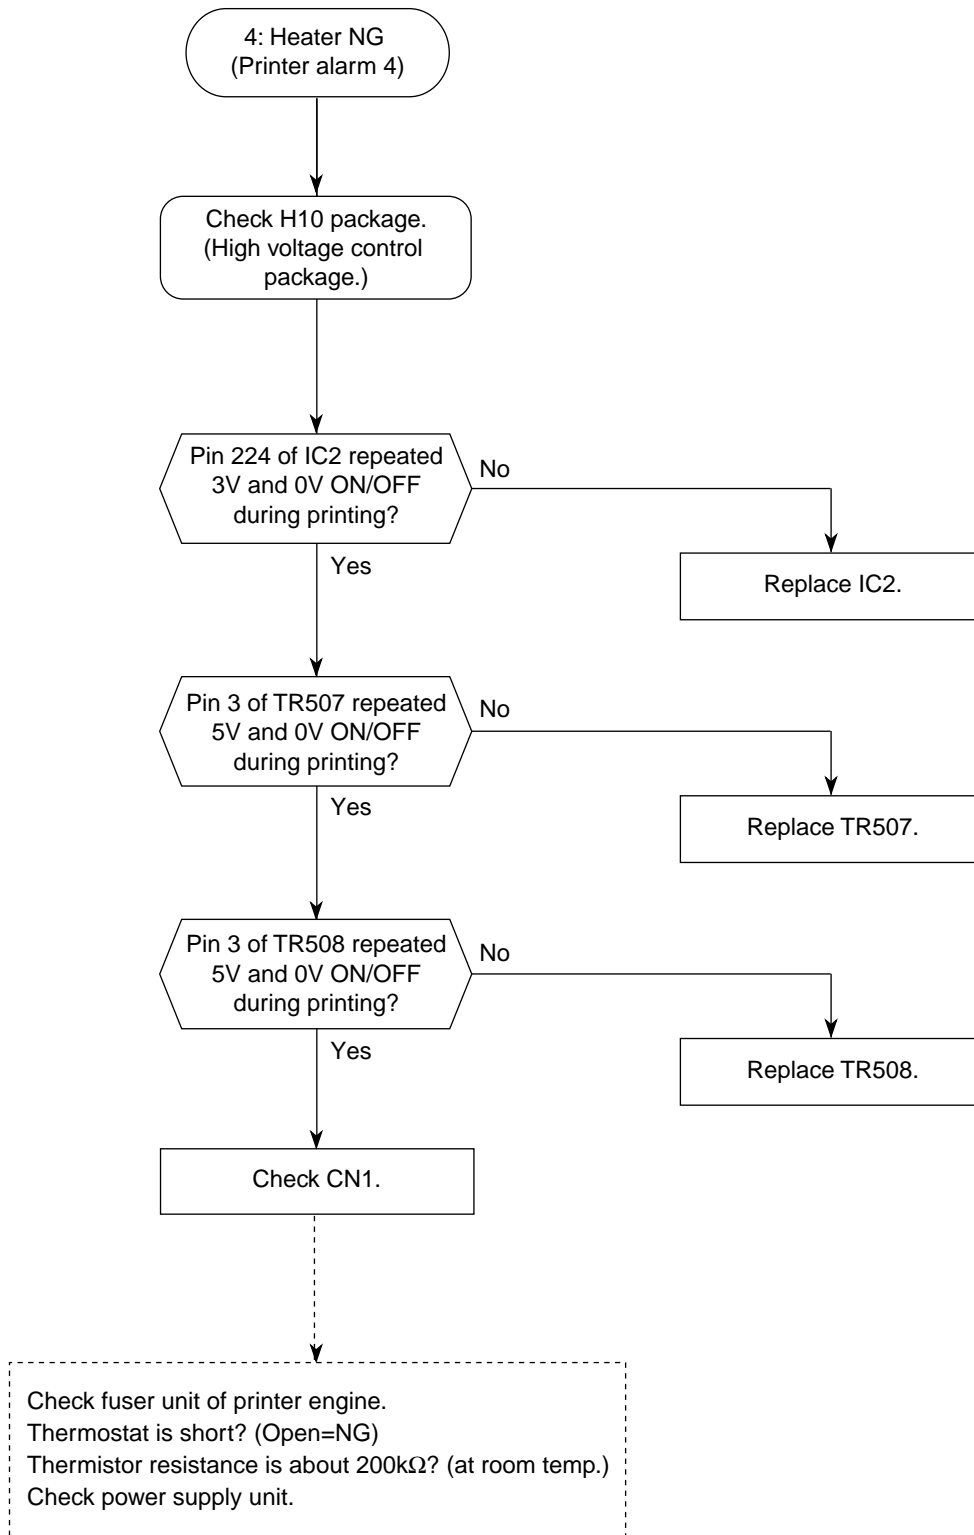 4: Heater NG
(Printer alarm 4)
Check H10 package.
(High voltage control
package.)
Pin 224 of IC2 repeated
3V and 0V ON/OFF
during printing?
No
Yes
Replace IC2.
Pin 3 of TR507 repeated
5V and 0V ON/OFF
during printing?
No
Yes
Replace TR507.
Pin 3 of TR508 repeated
5V and 0V ON/OFF
during printing?
No
Yes
Replace TR508.
Check CN1.
Check fuser unit of printer engine.
Thermostat is short? (Open=NG)
Thermistor resistance is about 200kΩ? (at room temp.)
Check power supply unit.